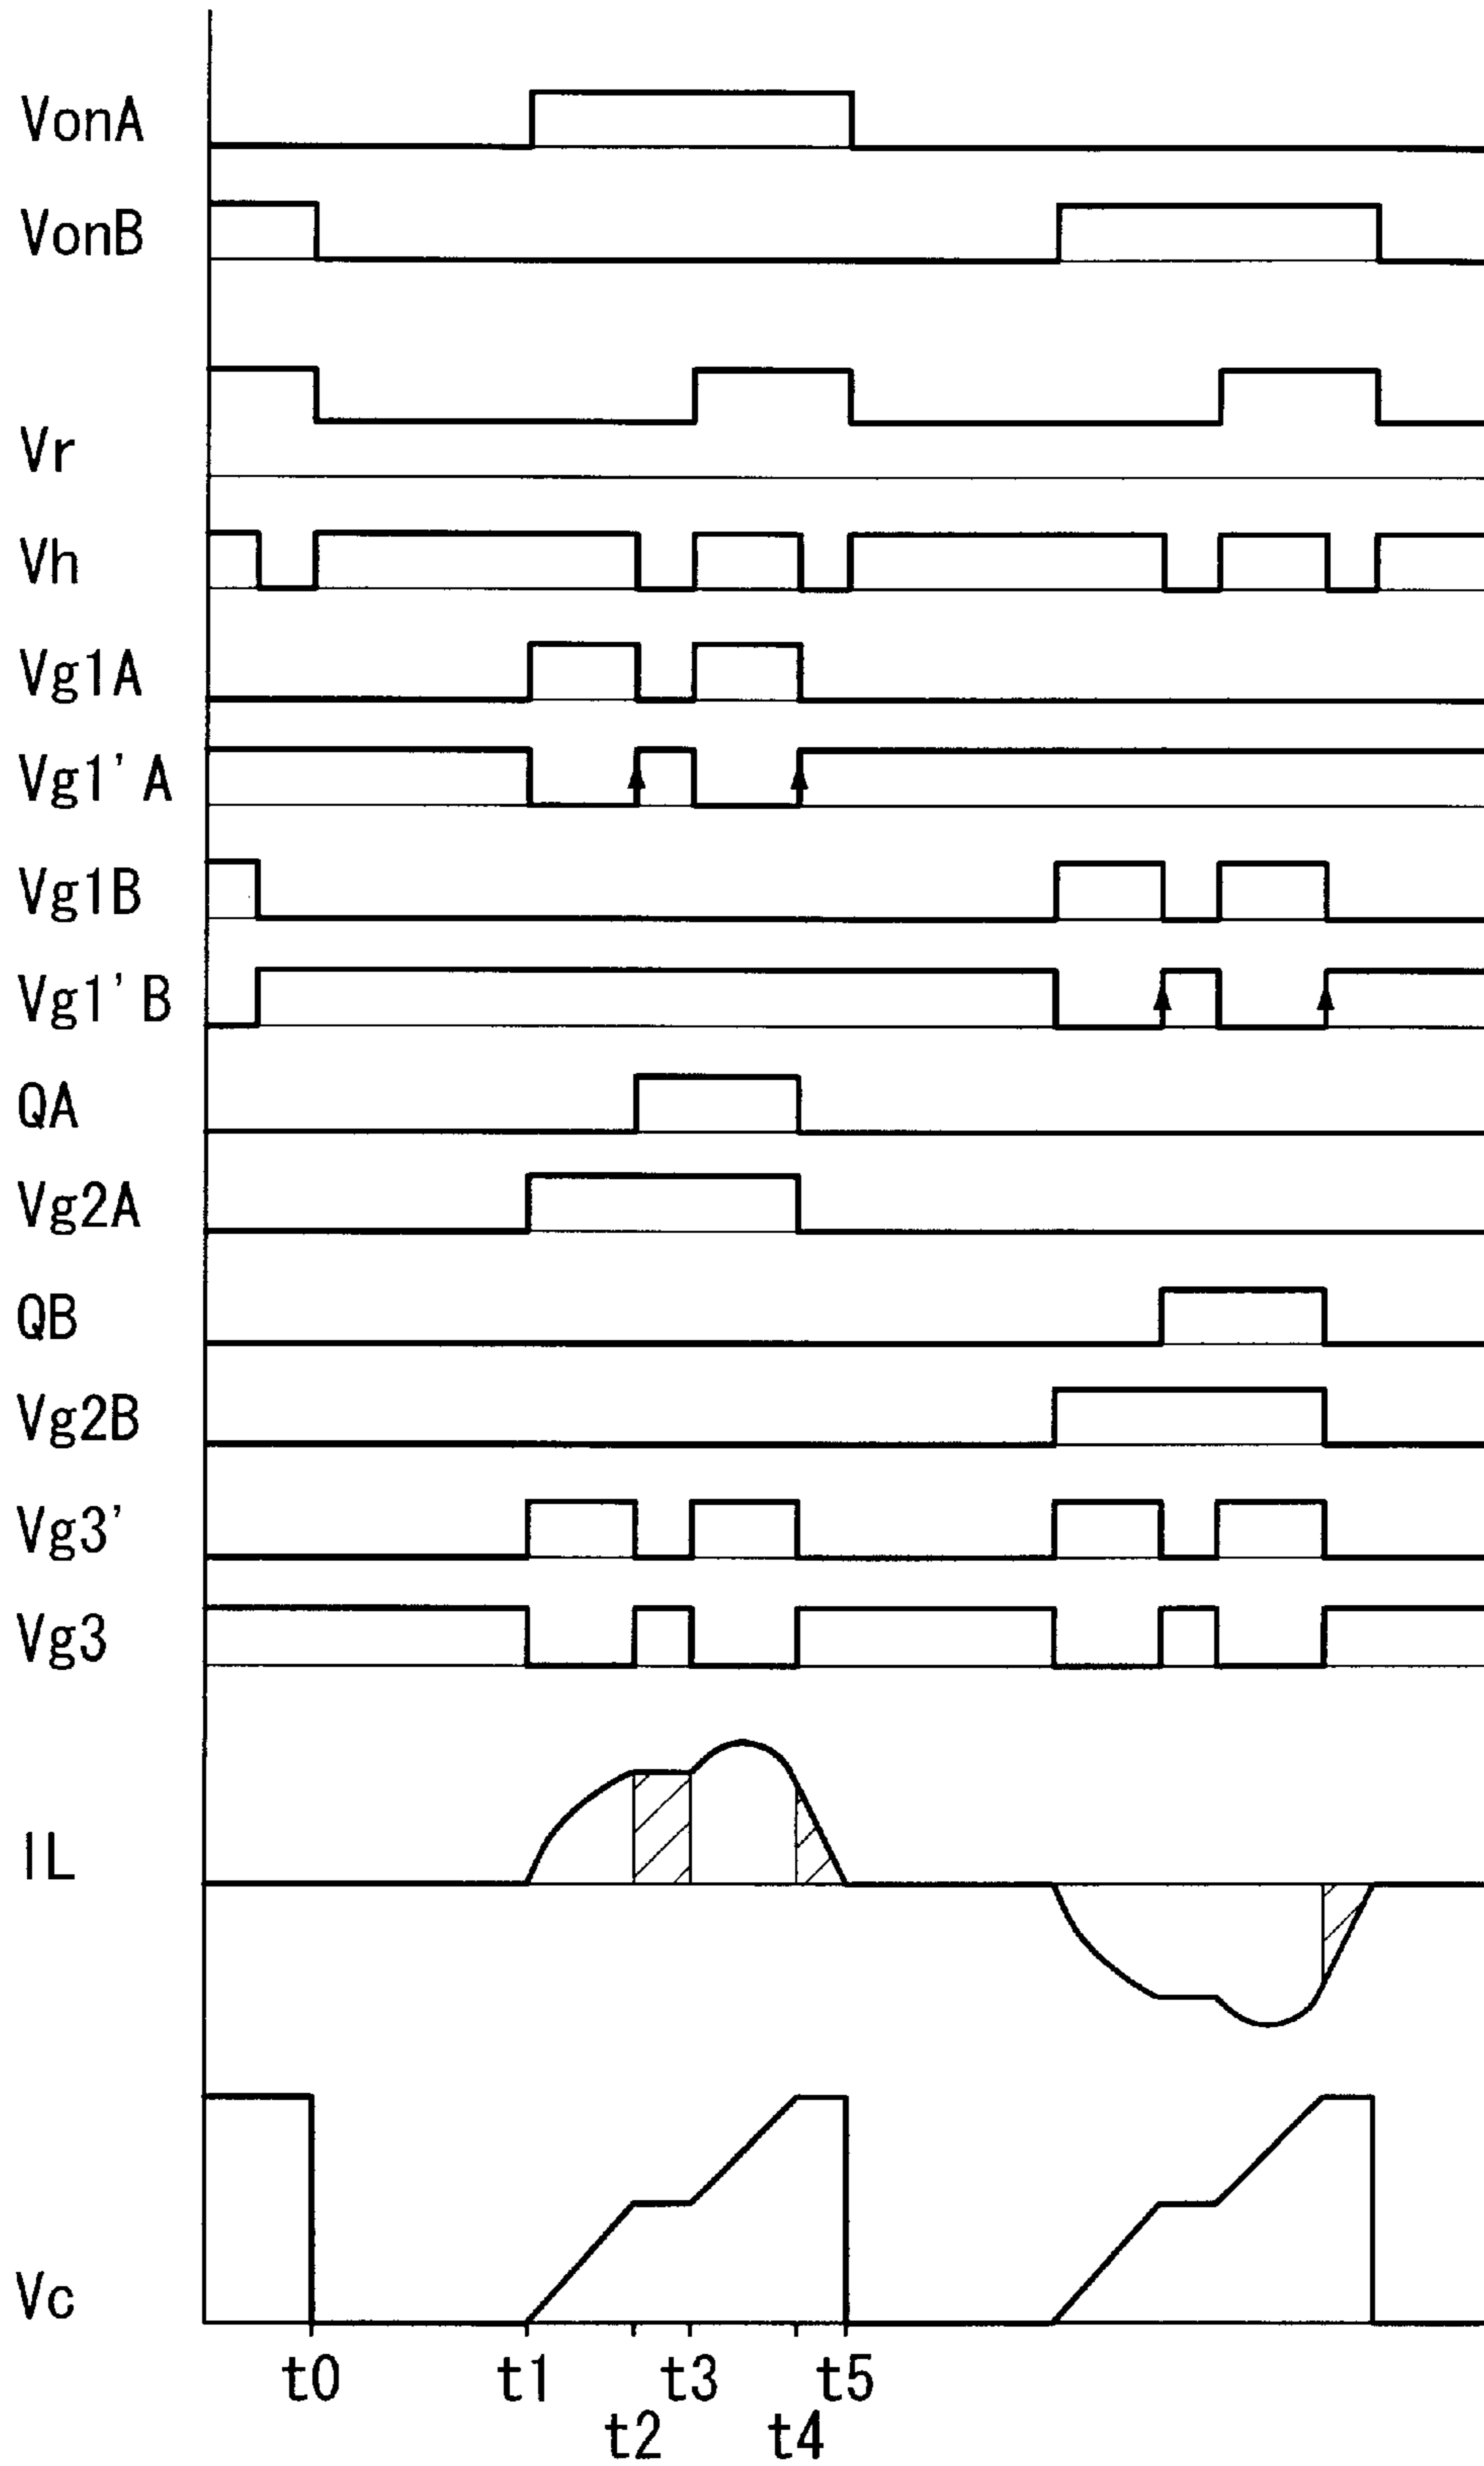 VonA
VonB
Vr
Vh
Vg1A
Vg1'A
Vg1B
Vg1'B
QA
Vg2A
QB
Vg2B
Vg3'
Vg3
IL
Vc
t0 t1 t3 t5
t2 t4